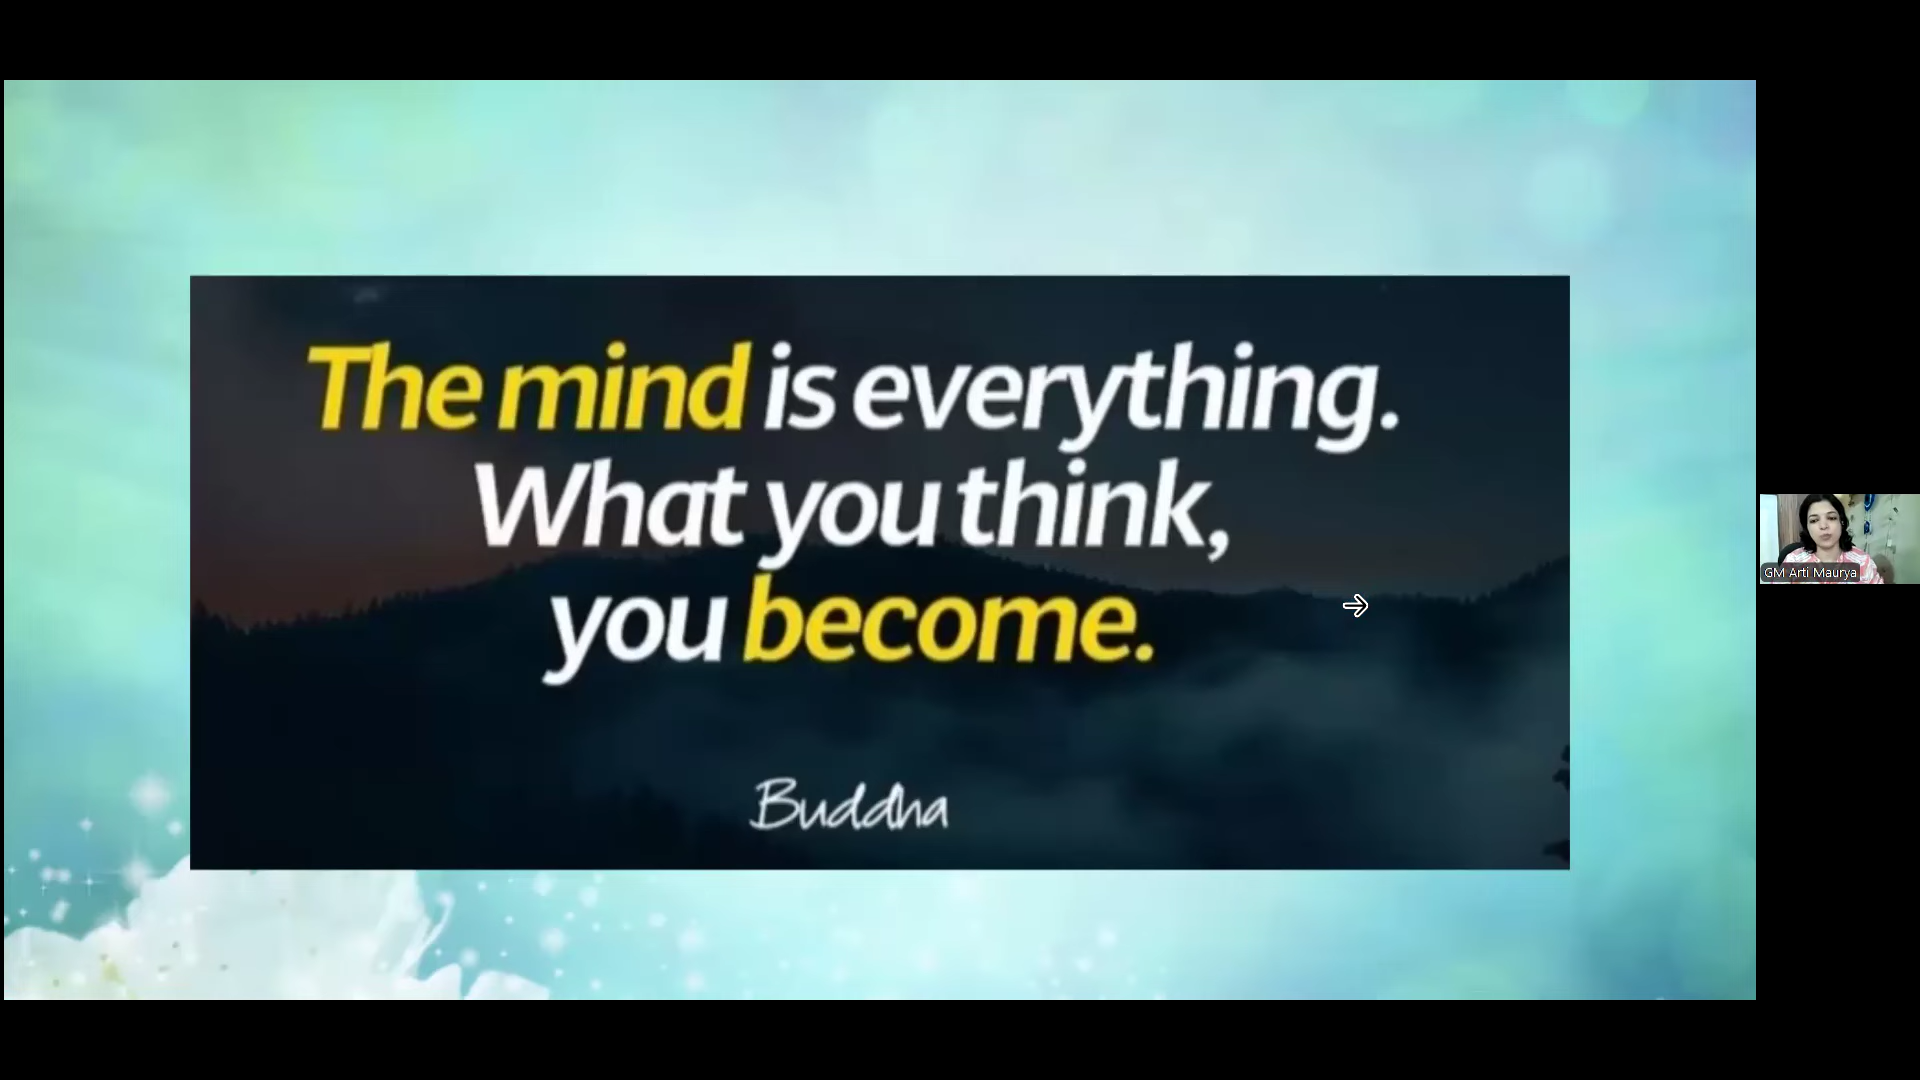 The mind is everything.
What you think,
you become.
Buddha
GM Arti Maurya